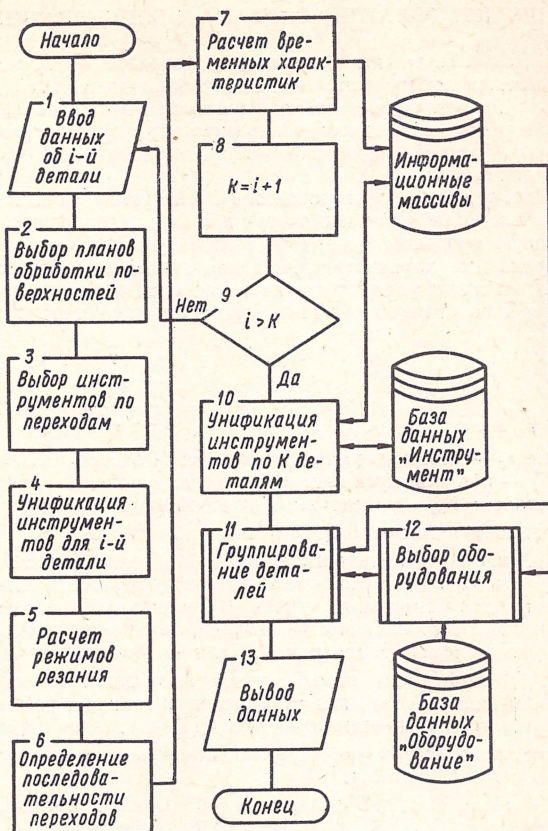 Начало
1
Ввод
данных
об i-й
детали
2
Выбор планов
обработки по-
верхностей
3
Выбор инст-
рументов по
переходам
4
Унификация
инструмен-
тов для i-й
детали
5
Расчет
режимов
резания
6
Определение
последова-
тельности
переходов
7
Расчет вре-
менных харак-
теристик
8
k=i+1
9
Нет
i>K
Да
10
Унификация
инструмен-
тов по К де-
талям
11
Группирова-
ние дета-
лей
13
Вывод
данных
Конец
Информа-
ционные
массивы
База
данных
„Инстру-
мент"
12
Выбор обо-
рудования
База
данных
„Оборудо-
вание"